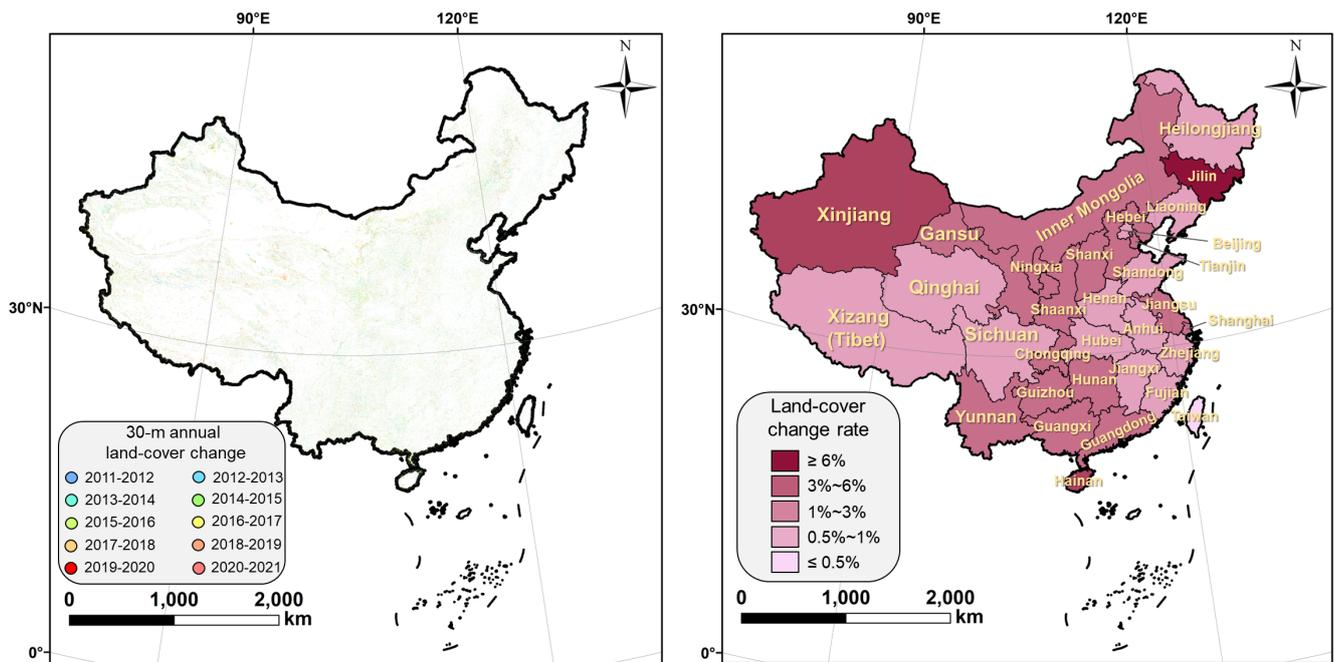 90°E
120°E
N
30°N
0°
30-m annual
land-cover change
2011-2012
2012-2013
2013-2014
2014-2015
2015-2016
2016-2017
2017-2018
2018-2019
2019-2020
2020-2021
0
1,000
2,000
km
90°E
120°E
N
30°N
0°
Heilongjiang
Jilin
Inner Mongolia
Liaoning
Xinjiang
Hebei
Gansu
Beijing
Shanxi
Ningxia
Tianjin
Shandong
Qinghai
Henan
Jiangsu
Shaanxi
Xizang
(Tibet)
Shanghai
Anhui
Sichuan
Hubei
Chongqing
Zhejiang
Jiangxi
Hunan
Guizhou
Fujian
Yunnan
Taiwan
Guangxi
Guangdong
Hainan
Land-cover
change rate
≥ 6%
3%~6%
1%~3%
0.5%~1%
≤ 0.5%
0
1,000
2,000
km